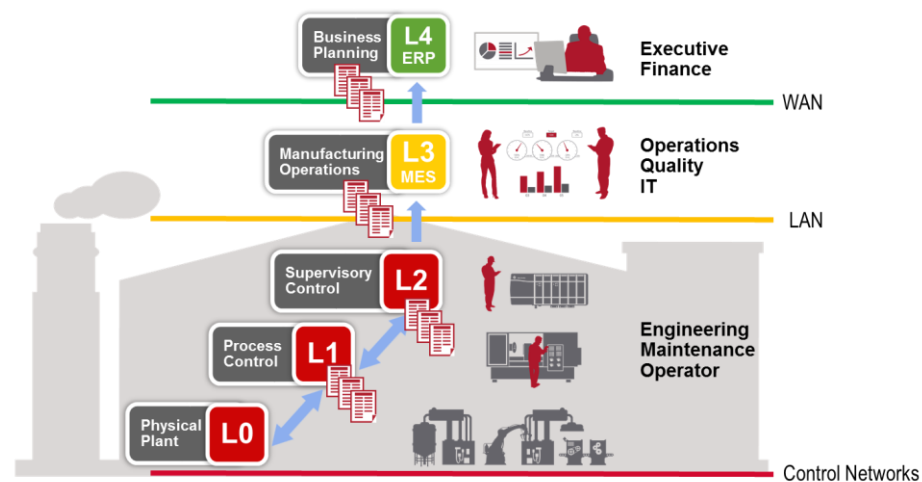 Business
Planning
L4
ERP
Executive
Finance
WAN
Manufacturing
Operations
L3
MES
Operations
Quality
IT
LAN
Supervisory
Control
L2
Process
Control
L1
Engineering
Maintenance
Operator
Physical
Plant
L0
Control Networks